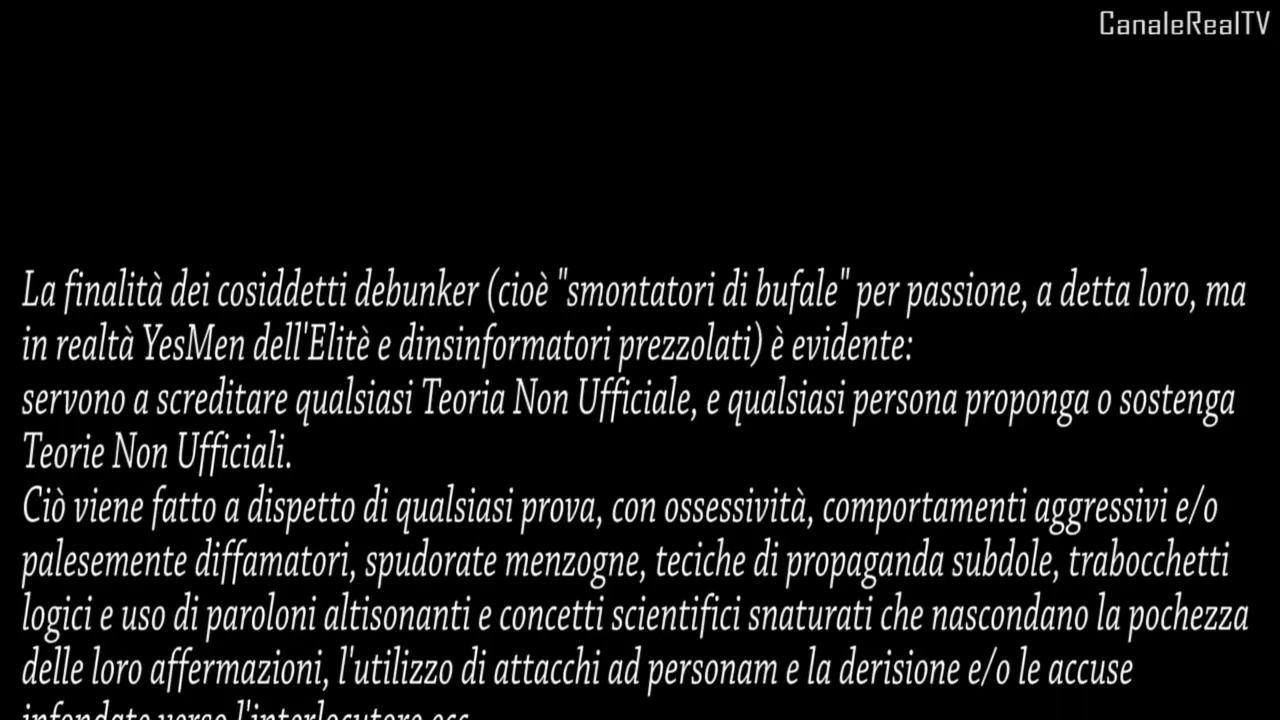 CanaleRealTV
La finalità dei cosiddetti debunker (cioè "smontatori di bufale" per passione, a detta loro, ma
in realtà YesMen dell'Elitè e dinsinformatori prezzolati) è evidente:
servono a screditare qualsiasi Teoria Non Ufficiale, e qualsiasi persona proponga o sostenga
Teorie Non Ufficiali.
Ciò viene fatto a dispetto di qualsiasi prova, con ossessività, comportamenti aggressivi e/o
palesemente diffamatori, spudorate menzogne, teciche di propaganda subdole, trabocchetti
logici e uso di paroloni altisonanti e concetti scientifici snaturati che nascondano la pochezza
delle loro affermazioni, l'utilizzo di attacchi ad personam e la derisione e/o le accuse
infondate verso l'interlocutore ecc